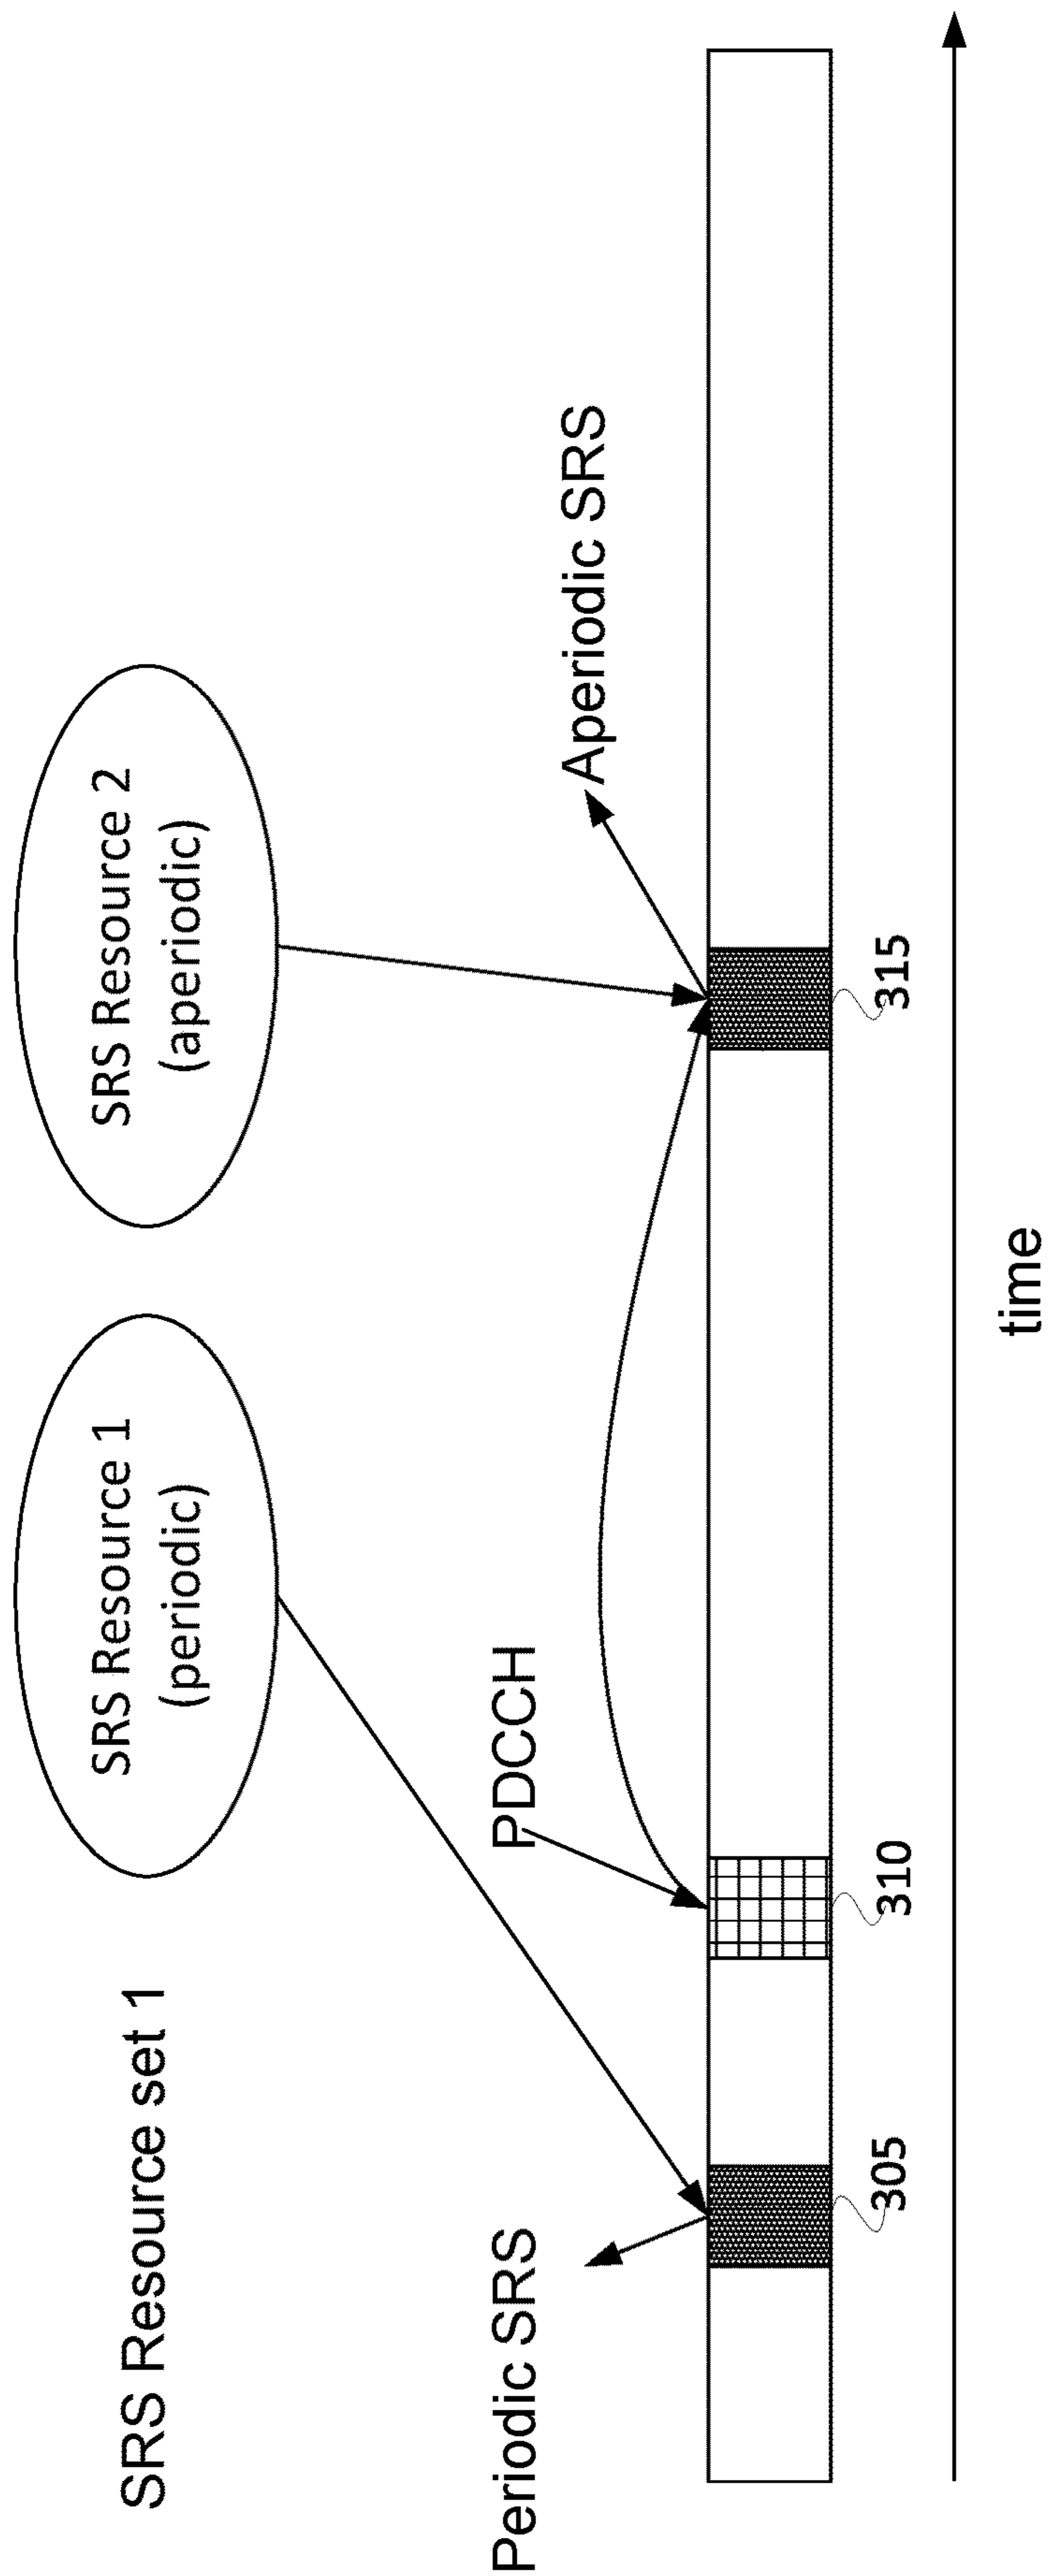 SRS Resource set 1
SRS Resource 1
(periodic)
SRS Resource 2
(aperiodic)
Periodic SRS
PDCCH
Aperiodic SRS
305
310
315
time